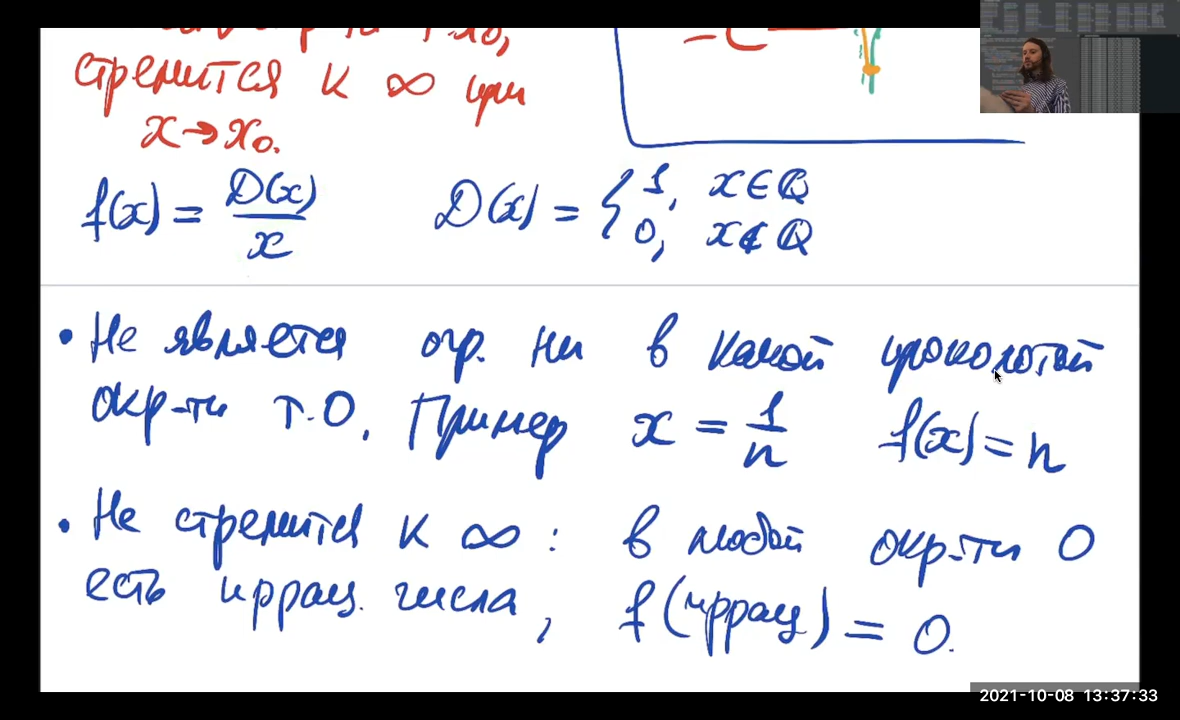 x₀,
стремится к ∞ при
x → x₀.
−C
f(x) = D(x)/x D(x) = { 1, x ∈ ℚ
0, x ∉ ℚ
• Не является огр. ни в какой проколотой
окр-ти т. 0. Пример x = 1/n f(x) = n
• Не стремится к ∞ : в любой окр-ти 0
есть иррац. числа, f(иррац) = 0.
2021-10-08 13:37:33